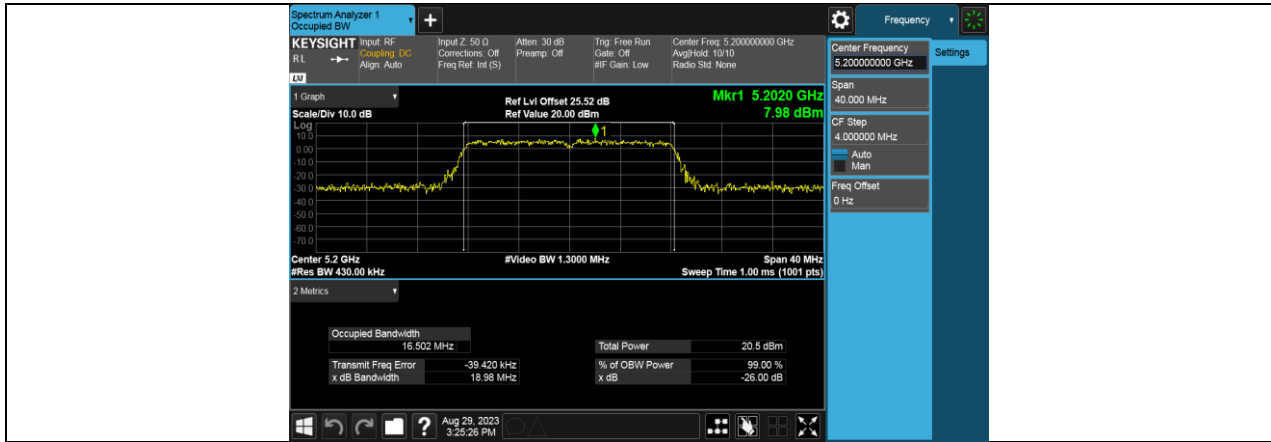 Spectrum Analyzer 1
Occupied BW
+
Frequency
KEYSIGHT
R L
LXI
Input: RF
Coupling: DC
Align: Auto
Input Z: 50 Ω
Corrections: Off
Freq Ref: Int (S)
Atten: 30 dB
Preamp: Off
Trig: Free Run
Gate: Off
#IF Gain: Low
Center Freq: 5.200000000 GHz
Avg|Hold: 10/10
Radio Std: None
Center Frequency
5.200000000 GHz
Settings
Span
40.000 MHz
CF Step
4.000000 MHz
Auto
Man
Freq Offset
0 Hz
1 Graph
Scale/Div 10.0 dB
Ref Lvl Offset 25.52 dB
Ref Value 20.00 dBm
Mkr1 5.2020 GHz
7.98 dBm
Log
10.0
0.00
-10.0
-20.0
-30.0
-40.0
-50.0
-60.0
-70.0
1
Center 5.2 GHz
#Res BW 430.00 kHz
#Video BW 1.3000 MHz
Span 40 MHz
Sweep Time 1.00 ms (1001 pts)
2 Metrics
Occupied Bandwidth
16.502 MHz
Transmit Freq Error -39.420 kHz
x dB Bandwidth 18.98 MHz
Total Power 20.5 dBm
% of OBW Power 99.00 %
x dB -26.00 dB
?
Aug 29, 2023
3:25:26 PM